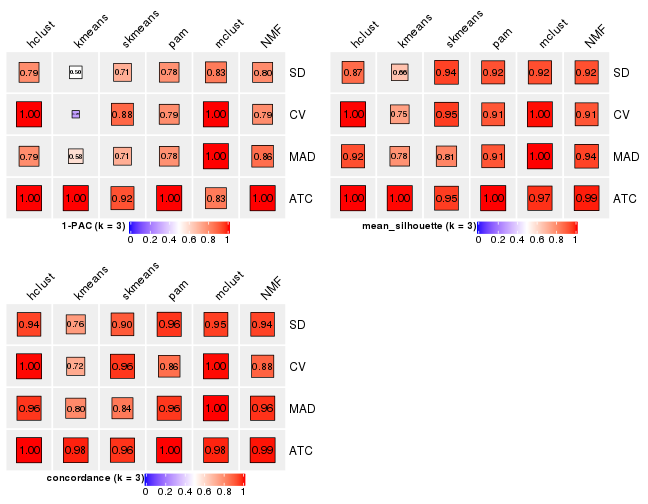 hclust kmeans skmeans pam mclust NMF
0.79 0.50 0.71 0.78 0.83 0.80 SD
1.00 0.88 0.79 1.00 0.79 CV
0.79 0.58 0.71 0.78 1.00 0.86 MAD
1.00 1.00 0.92 1.00 0.83 1.00 ATC
1-PAC (k = 3)
0 0.2 0.4 0.6 0.8 1
hclust kmeans skmeans pam mclust NMF
0.87 0.66 0.94 0.92 0.92 0.92 SD
1.00 0.75 0.95 0.91 1.00 0.91 CV
0.92 0.78 0.81 0.91 1.00 0.94 MAD
1.00 1.00 0.95 1.00 0.97 0.99 ATC
mean_silhouette (k = 3)
0 0.2 0.4 0.6 0.8 1
hclust kmeans skmeans pam mclust NMF
0.94 0.76 0.90 0.96 0.95 0.94 SD
1.00 0.72 0.96 0.86 1.00 0.88 CV
0.96 0.80 0.84 0.96 1.00 0.96 MAD
1.00 0.98 0.96 1.00 0.98 0.99 ATC
concordance (k = 3)
0 0.2 0.4 0.6 0.8 1